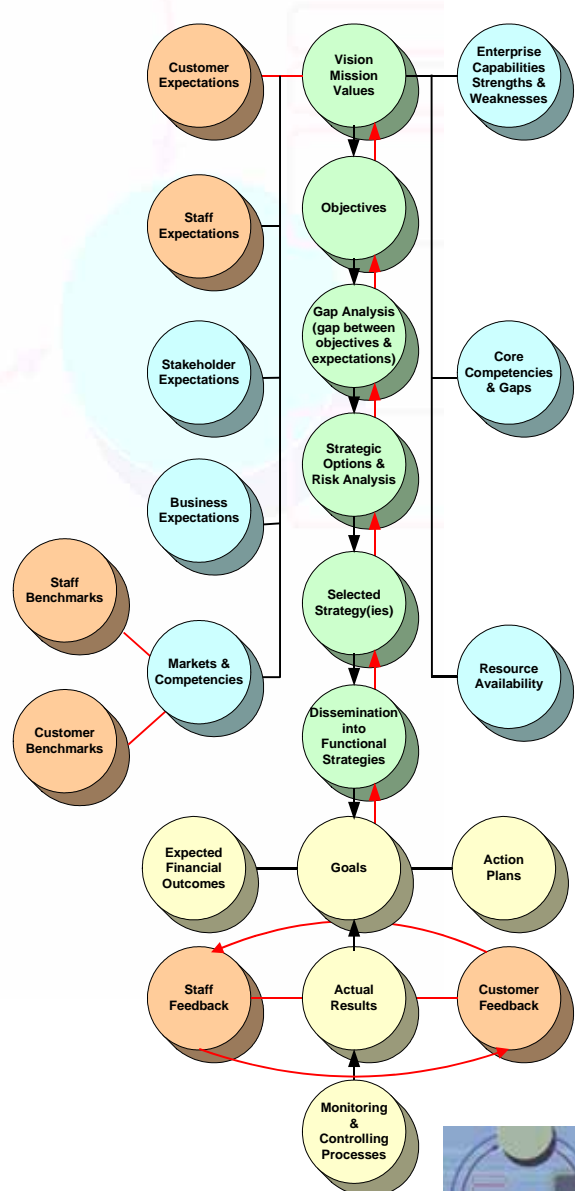 Customer
Expectations
Vision
Mission
Values
Enterprise
Capabilities
Strengths &
Weaknesses
Staff
Expectations
Objectives
Gap Analysis
(gap between
objectives &
expectations)
Stakeholder
Expectations
Core
Competencies
& Gaps
Strategic
Options &
Risk Analysis
Business
Expectations
Staff
Benchmarks
Selected
Strategy(ies)
Markets &
Competencies
Resource
Availability
Customer
Benchmarks
Dissemination
into
Functional
Strategies
Expected
Financial
Outcomes
Goals
Action
Plans
Staff
Feedback
Actual
Results
Customer
Feedback
Monitoring
&
Controlling
Processes